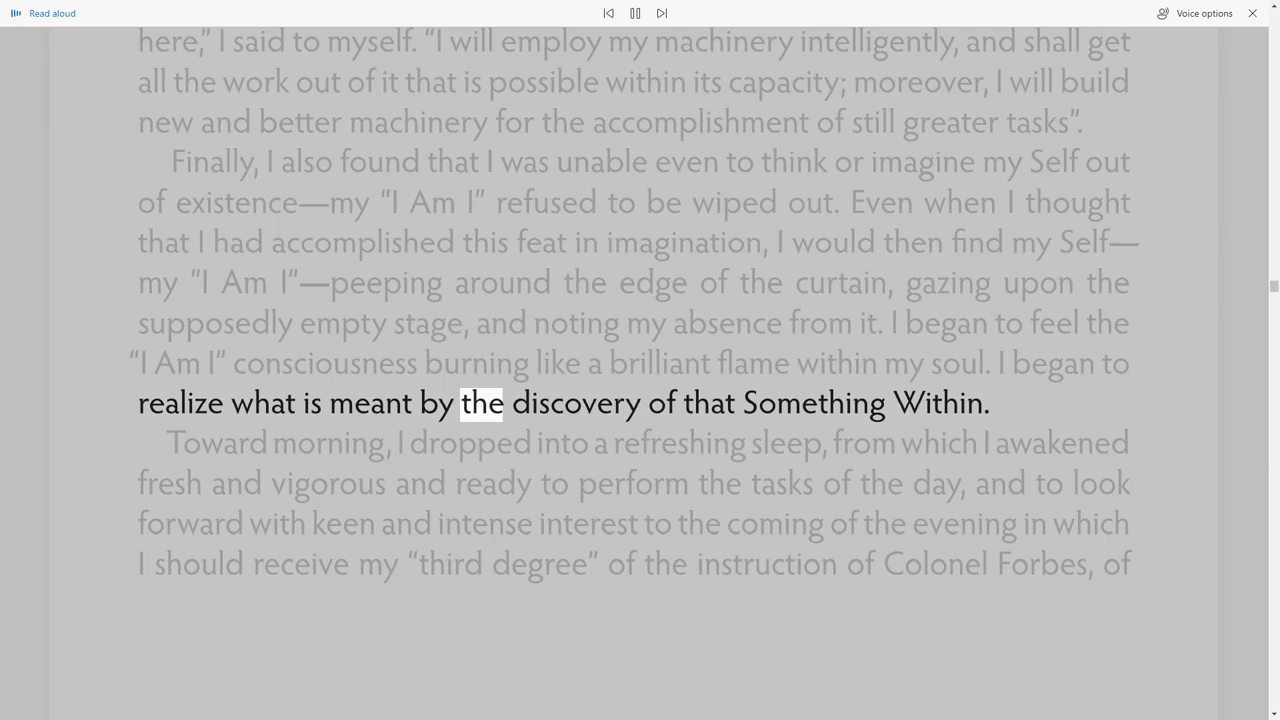 Read aloud
Voice options
here,” I said to myself. “I will employ my machinery intelligently, and shall get
all the work out of it that is possible within its capacity; moreover, I will build
new and better machinery for the accomplishment of still greater tasks”.
Finally, I also found that I was unable even to think or imagine my Self out
of existence—my “I Am I” refused to be wiped out. Even when I thought
that I had accomplished this feat in imagination, I would then find my Self—
my “I Am I”—peeping around the edge of the curtain, gazing upon the
supposedly empty stage, and noting my absence from it. I began to feel the
“I Am I” consciousness burning like a brilliant flame within my soul. I began to
realize what is meant by the discovery of that Something Within.
Toward morning, I dropped into a refreshing sleep, from which I awakened
fresh and vigorous and ready to perform the tasks of the day, and to look
forward with keen and intense interest to the coming of the evening in which
I should receive my “third degree” of the instruction of Colonel Forbes, of